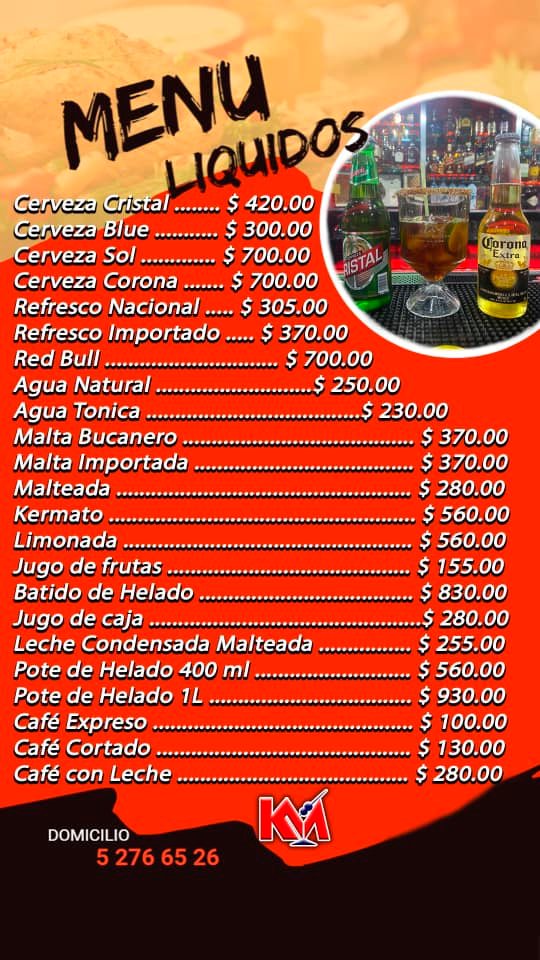 MENU
LIQUIDOS
Cerveza Cristal ........ $ 420.00
Cerveza Blue ........... $ 300.00
Cerveza Sol ............. $ 700.00
Cerveza Corona ....... $ 700.00
Refresco Nacional ..... $ 305.00
Refresco Importado ..... $ 370.00
Red Bull .............................. $ 700.00
Agua Natural ...........................$ 250.00
Agua Tonica .....................................$ 230.00
Malta Bucanero ........................................ $ 370.00
Malta Importada ...................................... $ 370.00
Malteada ................................................... $ 280.00
Kermato ..................................................... $ 560.00
Limonada .................................................. $ 560.00
Jugo de frutas .......................................... $ 155.00
Batido de Helado ..................................... $ 830.00
Jugo de caja ...............................................$ 280.00
Leche Condensada Malteada ................ $ 255.00
Pote de Helado 400 ml ........................... $ 560.00
Pote de Helado 1L ................................... $ 930.00
Café Expreso ............................................. $ 100.00
Café Cortado ............................................ $ 130.00
Café con Leche ........................................ $ 280.00
CRISTAL
Corona
Extra
KM
DOMICILIO
5 276 65 26